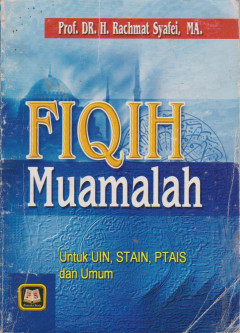 Prof. DR. H. Rachmat Syafei, MA.
FIQIH
Muamalah
Untuk UIN, STAIN, PTAIS
dan Umum